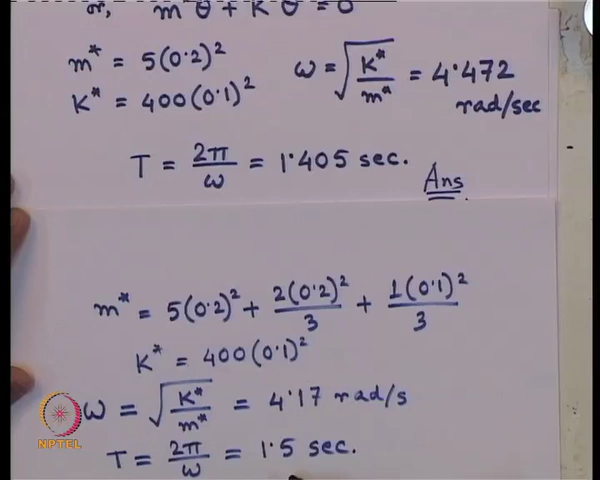 or, m* θ̈ + K* θ = 0
m* = 5(0.2)²
K* = 400(0.1)²
ω = √(K*/m*) = 4.472 rad/sec
T = 2π/ω = 1.405 sec.
Ans
m* = 5(0.2)² + 2(0.2)²/3 + 1(0.1)²/3
K* = 400(0.1)²
ω = √(K*/m*) = 4.17 rad/s
T = 2π/ω = 1.5 sec.
NPTEL